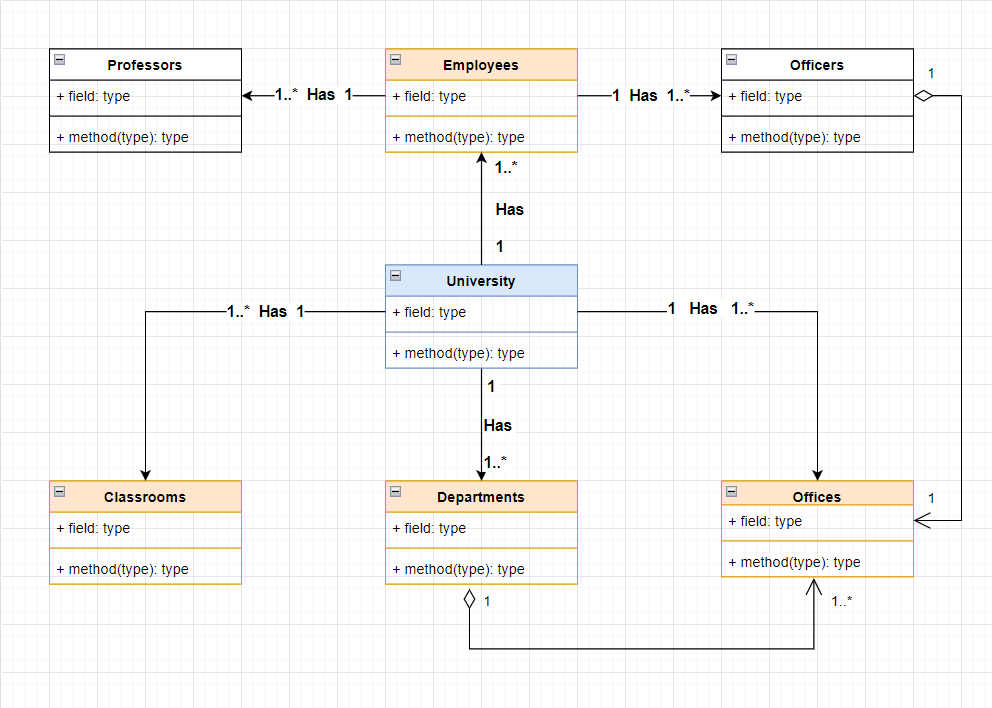 Professors
+ field: type
+ method(type): type
1..* Has 1
Employees
+ field: type
+ method(type): type
1 Has 1..*
Officers
+ field: type
+ method(type): type
1
1..*
Has
1
University
+ field: type
+ method(type): type
1..* Has 1
1 Has 1..*
1
Has
1..*
Classrooms
+ field: type
+ method(type): type
Departments
+ field: type
+ method(type): type
1
Offices
+ field: type
+ method(type): type
1
1..*